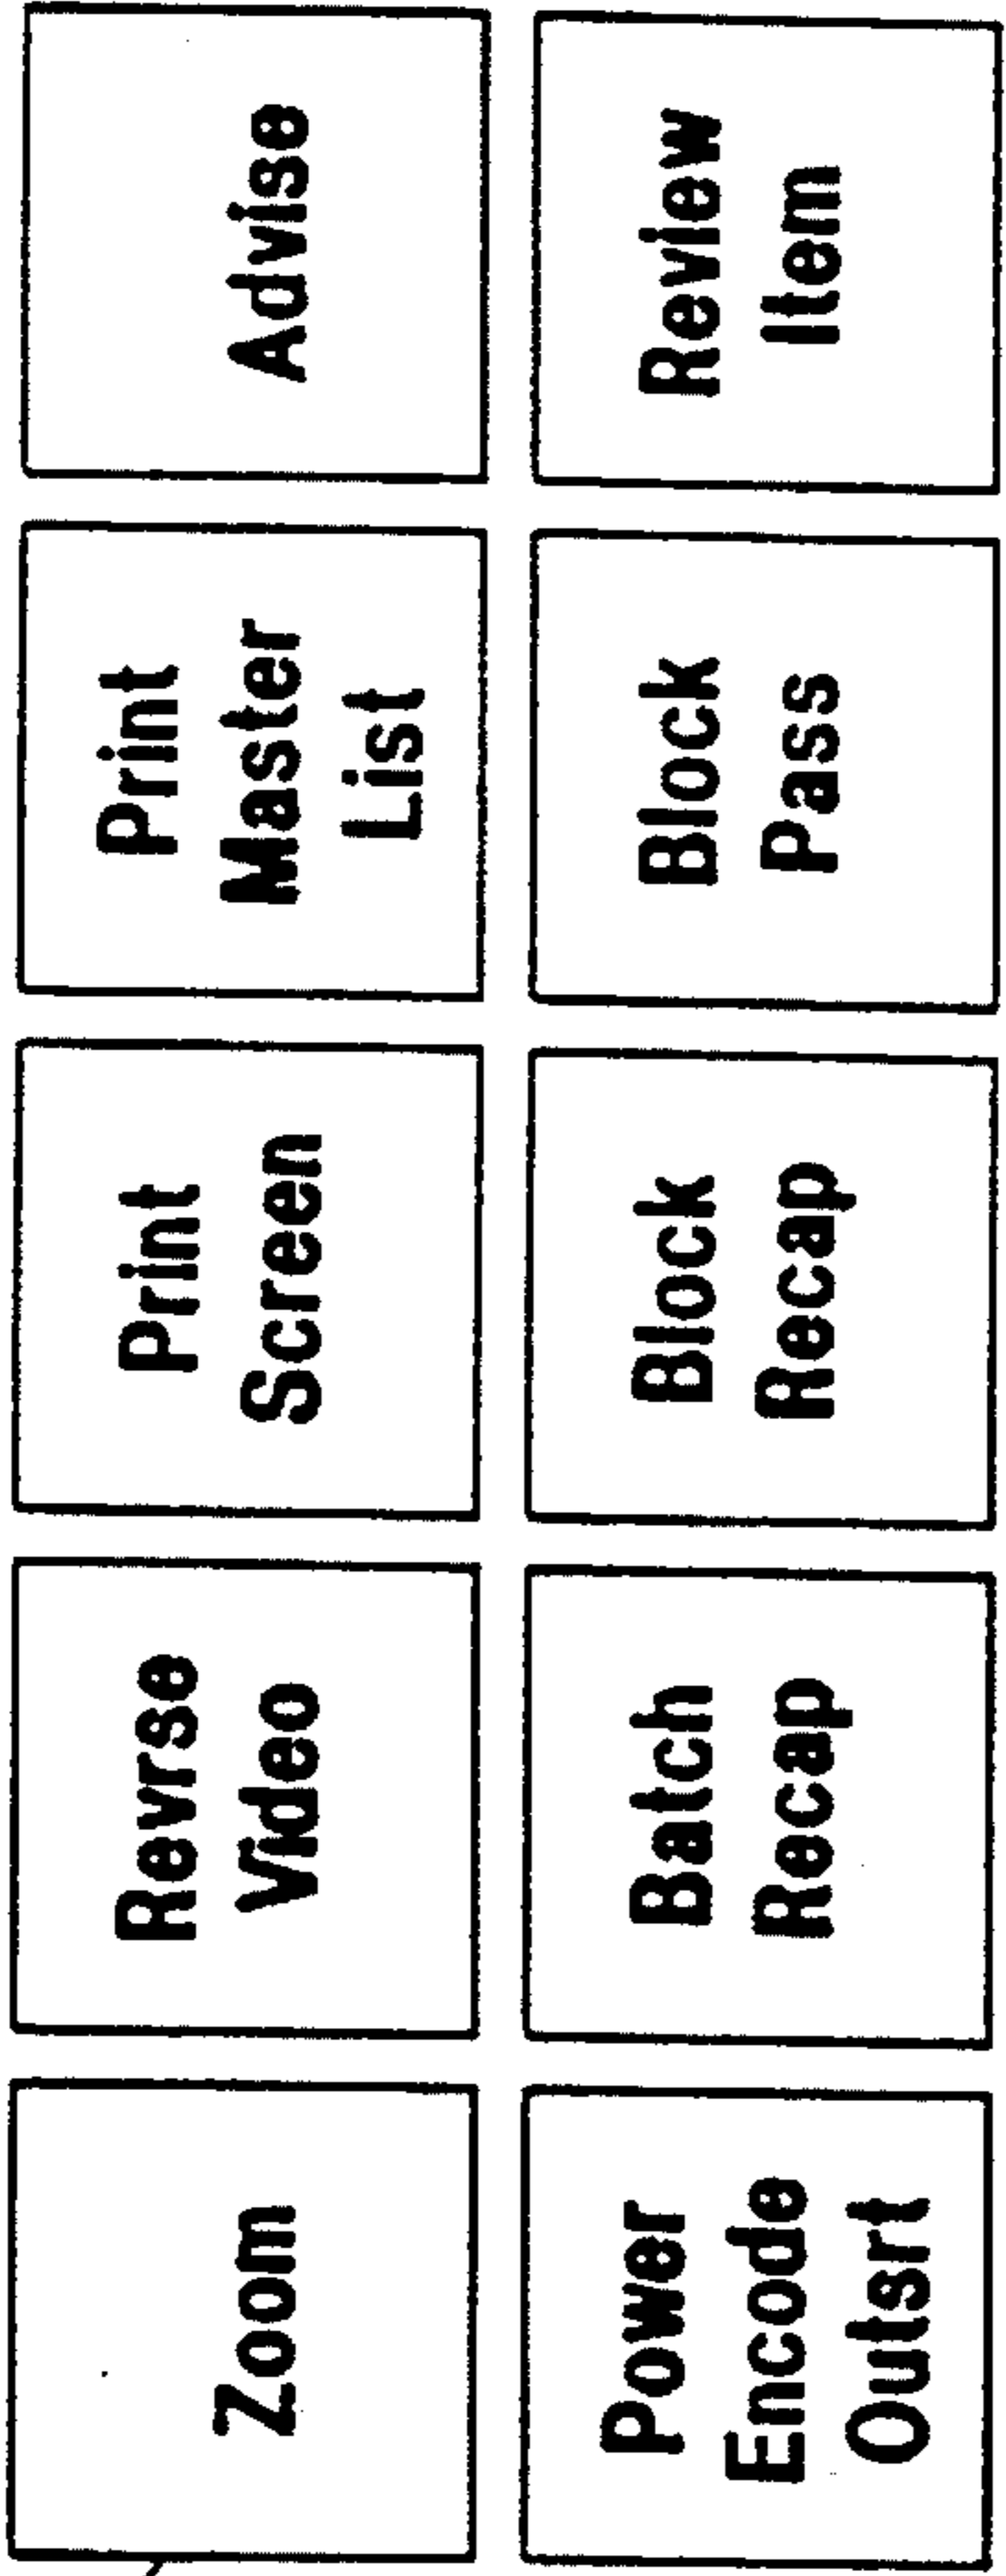 Zoom
Revrse
Video
Print
Screen
Print
Master
List
Advise
Power
Encode
Outsrt
Batch
Recap
Block
Recap
Block
Pass
Review
Item